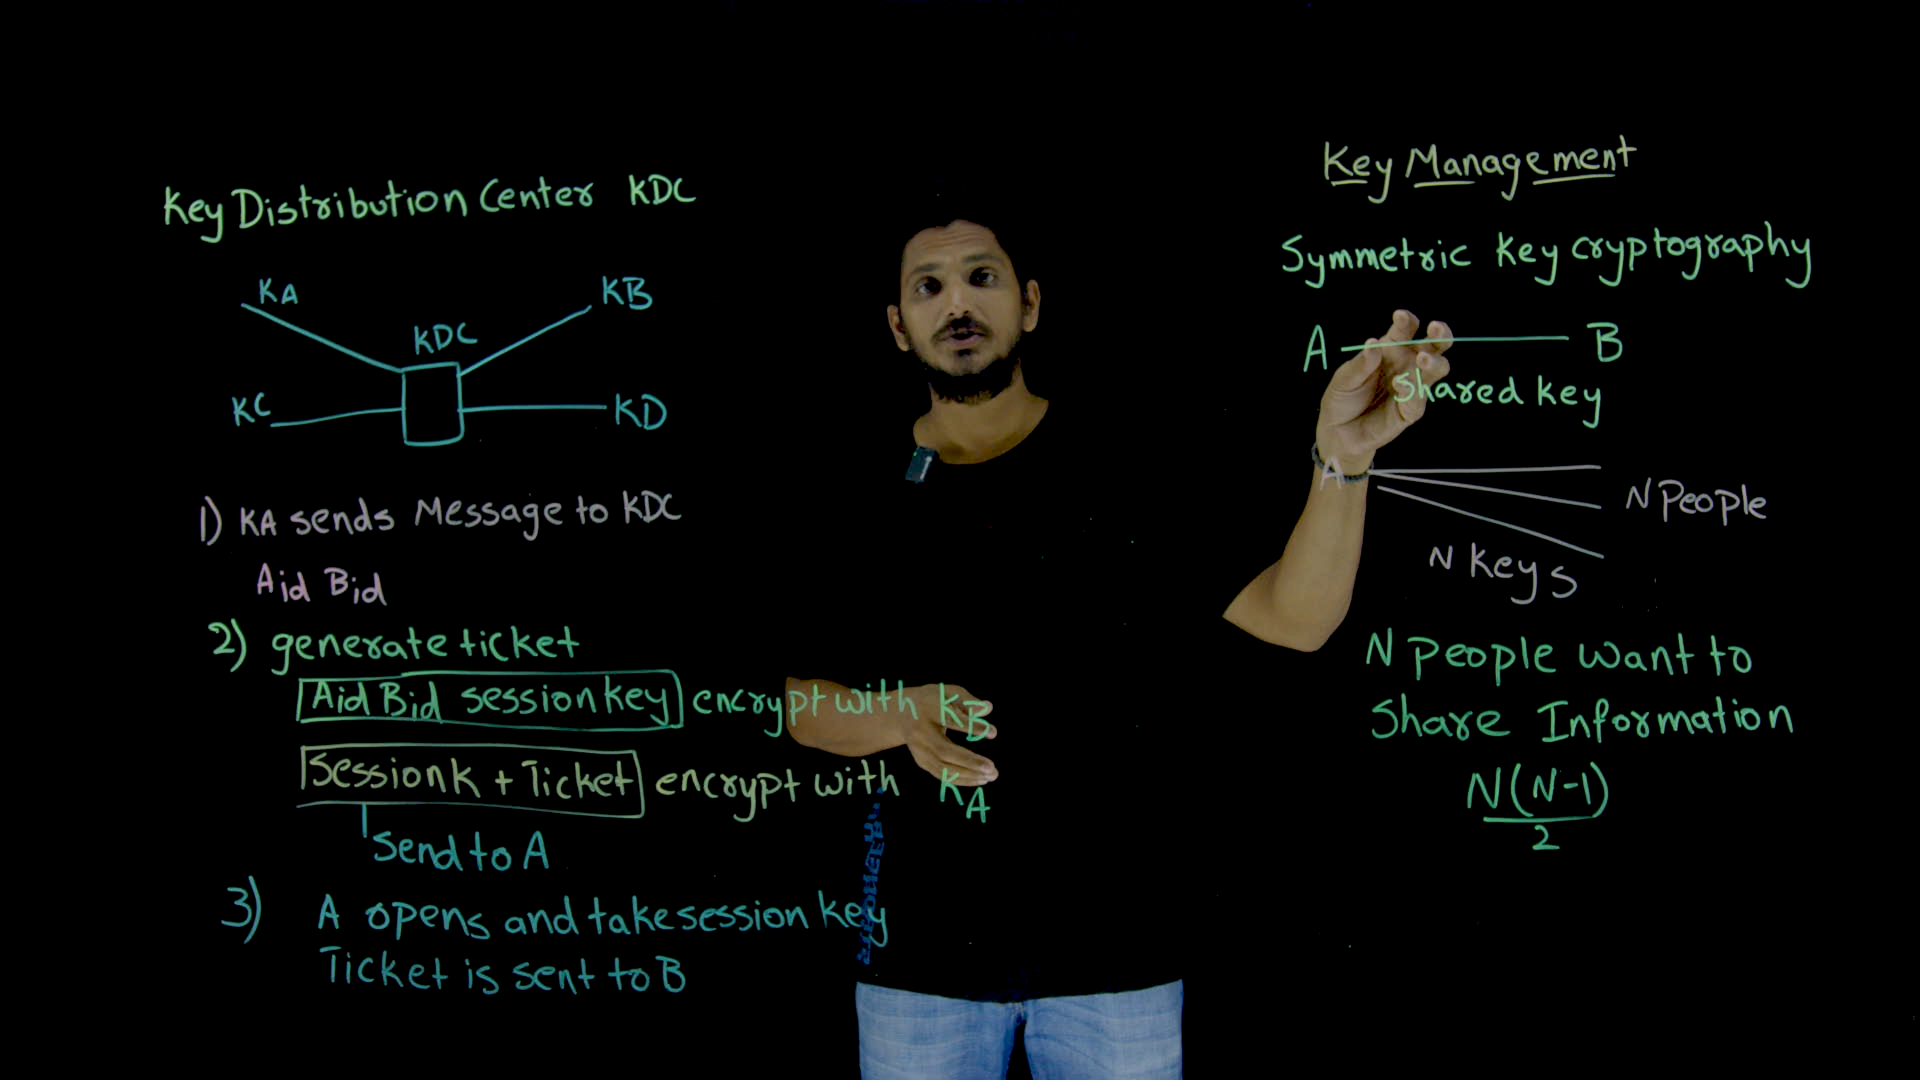 Key Distribution Center KDC
KA
KB
KDC
KC
KD
1) KA sends Message to KDC
Aid Bid
2) generate ticket
Aid Bid session key encrypt with KB
Session K + Ticket encrypt with KA
Send to A
3) A opens and take session key
Ticket is sent to B
Key Management
Symmetric Key cryptography
A B
Shared key
A
N People
N Keys
N People want to
Share Information
N(N-1)
2